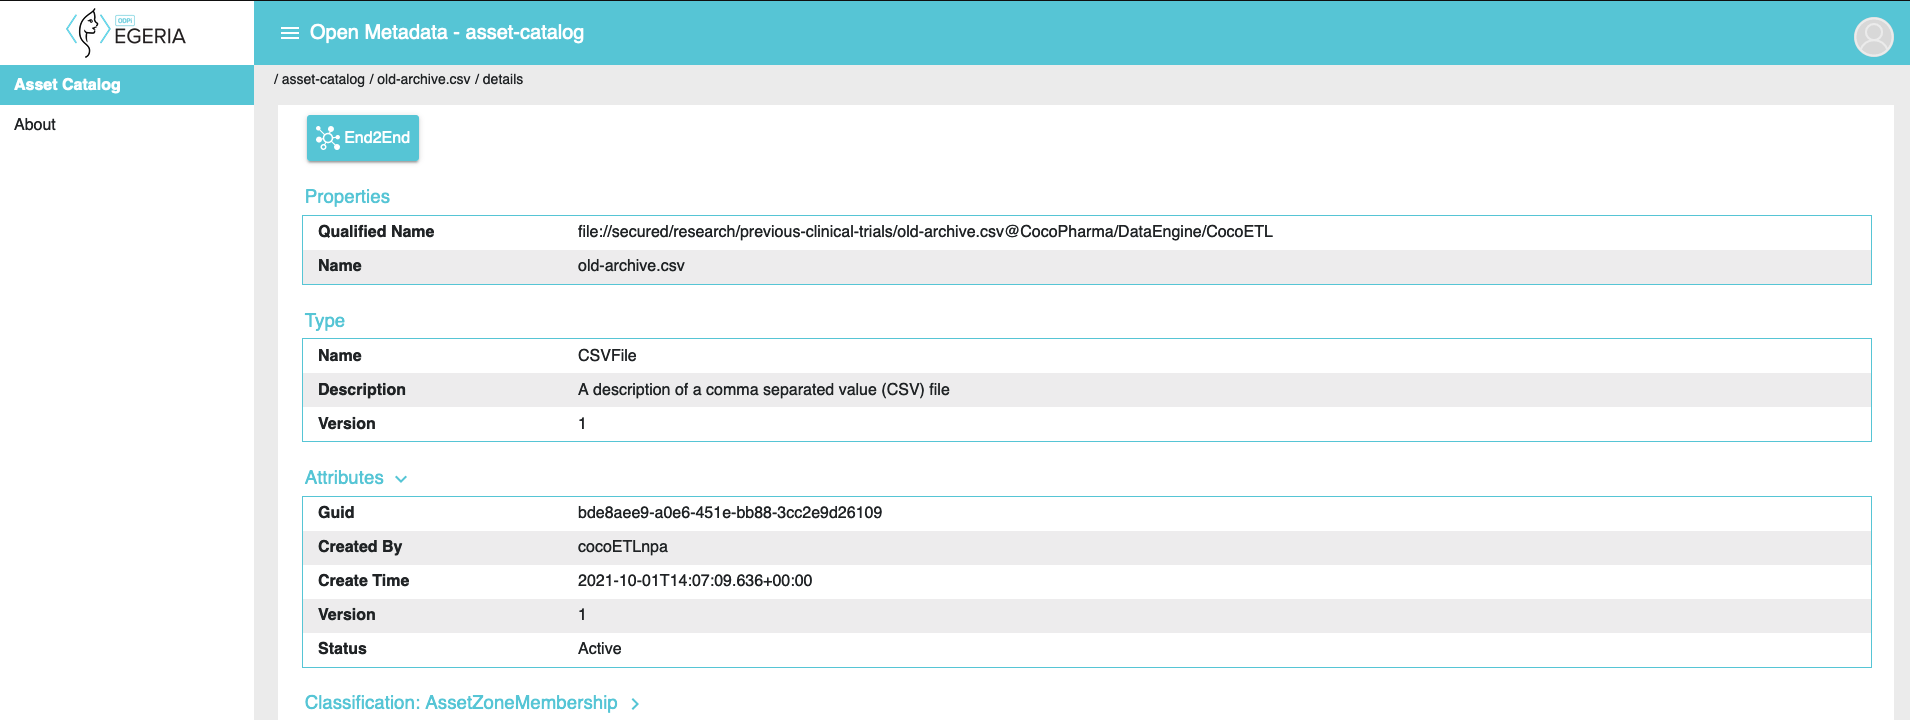 ODPi
EGERIA
Open Metadata - asset-catalog
Asset Catalog
About
/ asset-catalog / old-archive.csv / details
End2End
Properties
Qualified Name file://secured/research/previous-clinical-trials/old-archive.csv@CocoPharma/DataEngine/CocoETL
Name old-archive.csv
Type
Name CSVFile
Description A description of a comma separated value (CSV) file
Version 1
Attributes
Guid bde8aee9-a0e6-451e-bb88-3cc2e9d26109
Created By cocoETLnpa
Create Time 2021-10-01T14:07:09.636+00:00
Version 1
Status Active
Classification: AssetZoneMembership